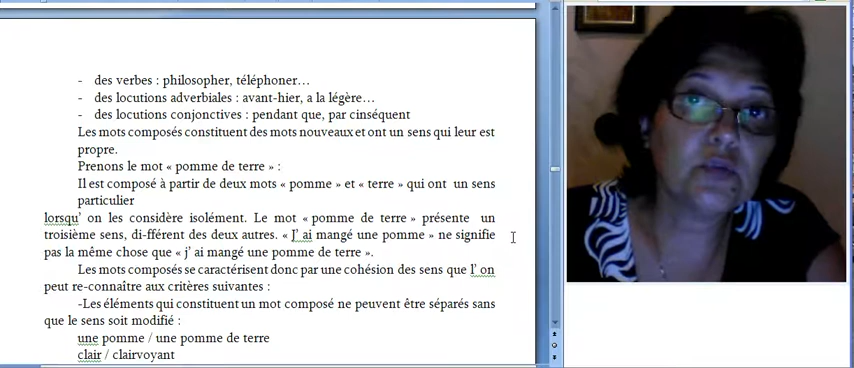 - des verbes : philosopher, téléphoner…
- des locutions adverbiales : avant-hier, a la légère…
- des locutions conjonctives : pendant que, par cinséquent
Les mots composés constituent des mots nouveaux et ont un sens qui leur est
propre.
Prenons le mot « pomme de terre » :
Il est composé à partir de deux mots « pomme » et « terre » qui ont un sens
particulier
lorsqu' on les considère isolément. Le mot « pomme de terre » présente un
troisième sens, di-fférent des deux autres. « J' ai mangé une pomme » ne signifie
pas la même chose que « j' ai mangé une pomme de terre ».
Les mots composés se caractérisent donc par une cohésion des sens que l' on
peut re-connaître aux critères suivantes :
-Les éléments qui constituent un mot composé ne peuvent être séparés sans
que le sens soit modifié :
une pomme / une pomme de terre
clair / clairvoyant